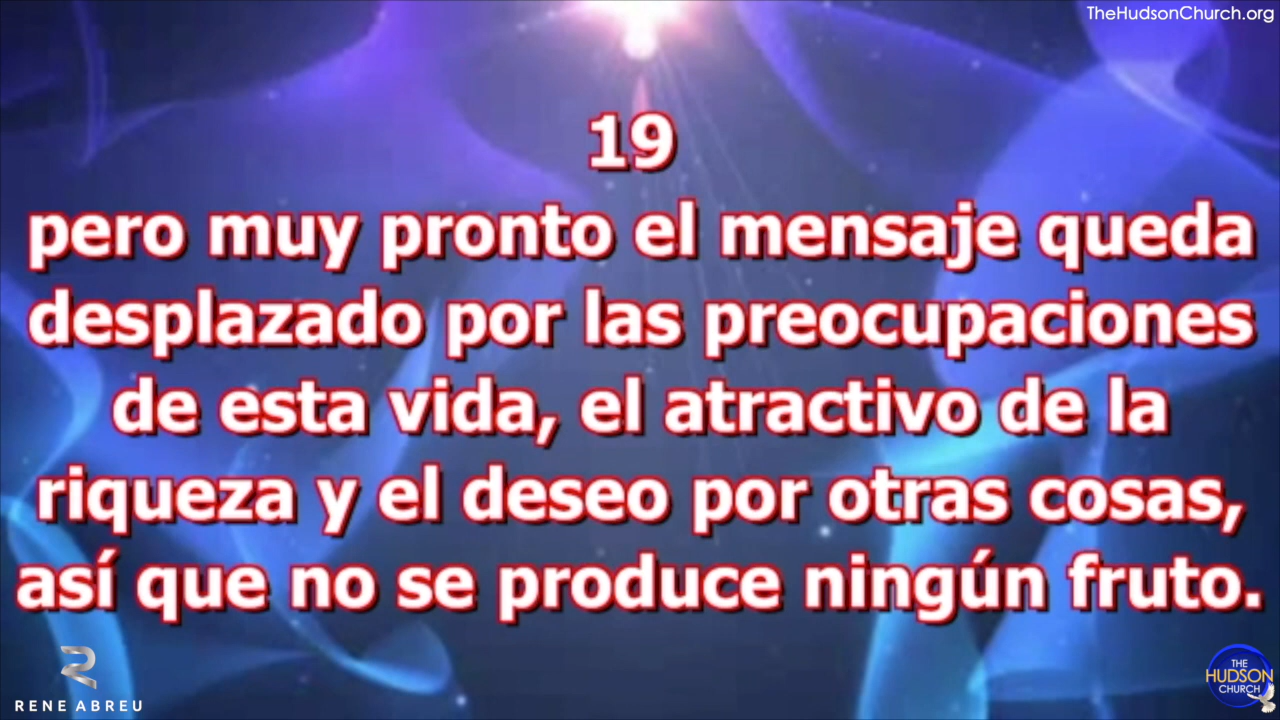 TheHudsonChurch.org
19
pero muy pronto el mensaje queda
desplazado por las preocupaciones
de esta vida, el atractivo de la
riqueza y el deseo por otras cosas,
así que no se produce ningún fruto.
RENE ABREU
THE
HUDSON
CHURCH